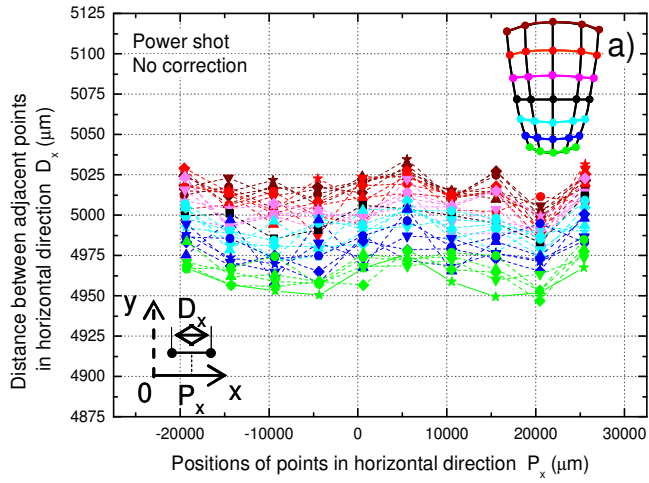 Power shot
No correction
a)
Distance between adjacent points
in horizontal direction D_x (μm)
5125
5100
5075
5050
5025
5000
4975
4950
4925
4900
4875
y
D_x
0
P_x
x
-20000
-10000
0
10000
20000
30000
Positions of points in horizontal direction P_x (μm)